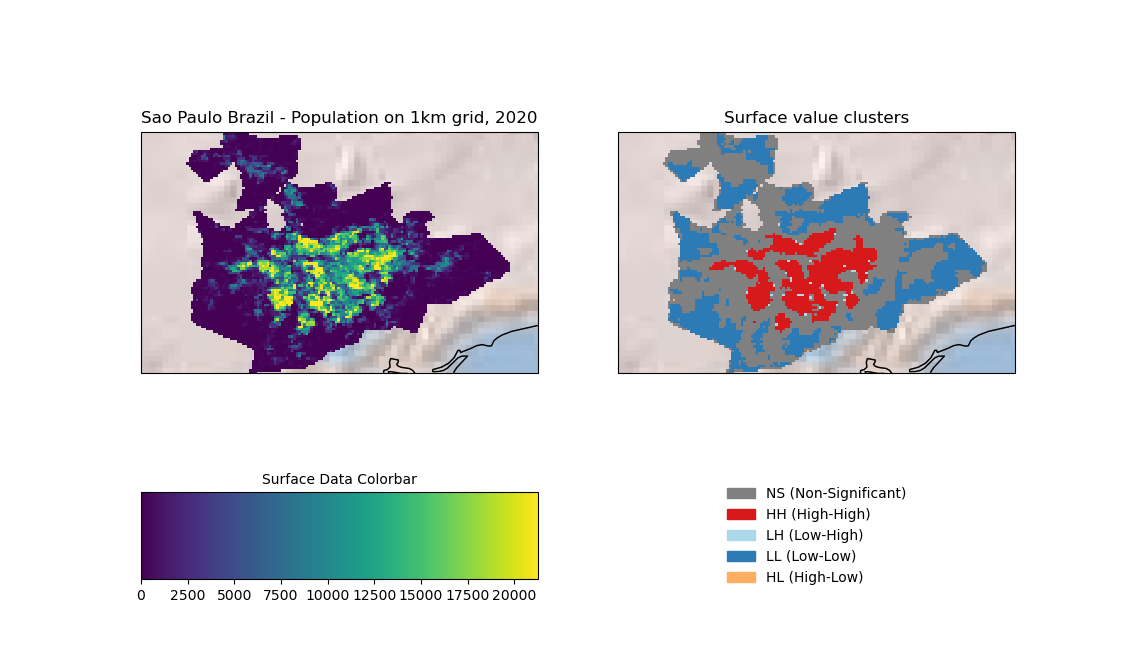 Sao Paulo Brazil - Population on 1km grid, 2020
Surface value clusters
Surface Data Colorbar
0 2500 5000 7500 10000 12500 15000 17500 20000
NS (Non-Significant)
HH (High-High)
LH (Low-High)
LL (Low-Low)
HL (High-Low)